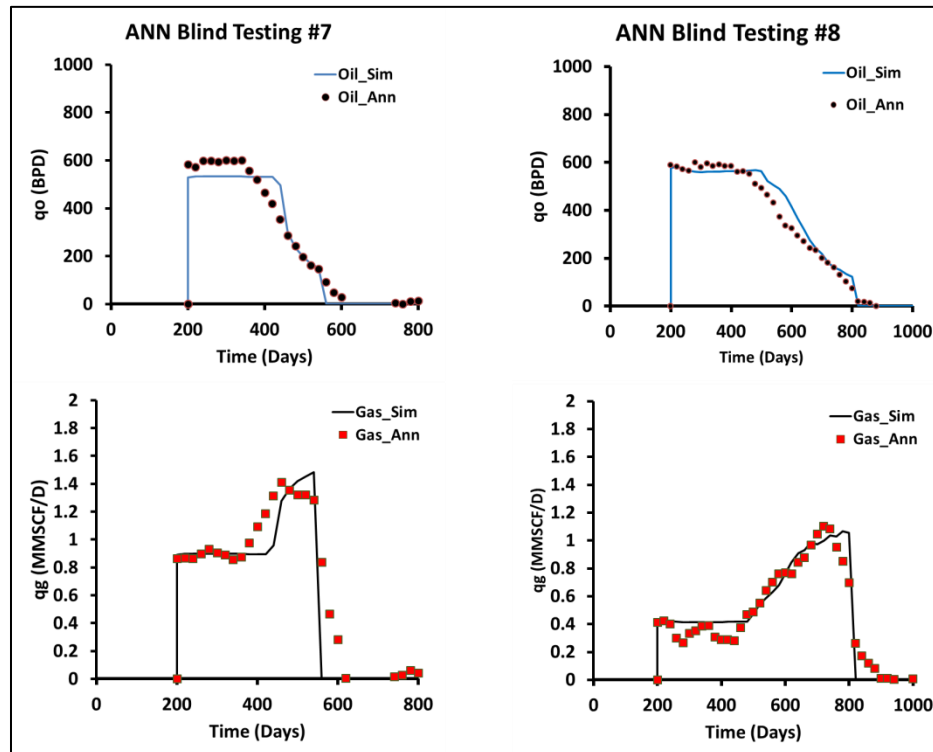 ANN Blind Testing #7
1000
800
600
400
200
0
qo (BPD)
Oil_Sim
Oil_Ann
0 200 400 600 800
Time (Days)
ANN Blind Testing #8
1000
800
600
400
200
0
qo (BPD)
Oil_Sim
Oil_Ann
0 200 400 600 800 1000
Time (Days)
2
1.8
1.6
1.4
1.2
1
0.8
0.6
0.4
0.2
0
qg (MMSCF/D)
Gas_Sim
Gas_Ann
0 200 400 600 800
Time (Days)
2
1.8
1.6
1.4
1.2
1
0.8
0.6
0.4
0.2
0
qg (MMSCF/D)
Gas_Sim
Gas_Ann
0 200 400 600 800 1000
Time (Days)